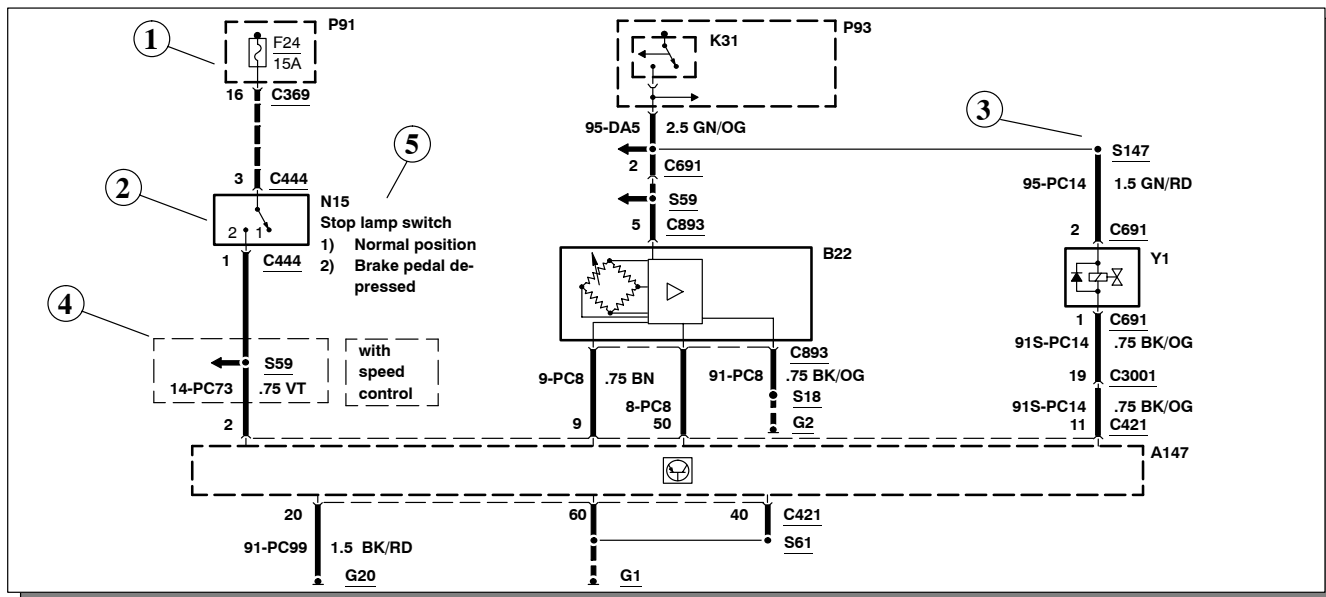 P91
1
F24
15A
16 C369
K31
P93
95-DA5 2.5 GN/OG
3
S147
2 C691
95-PC14 1.5 GN/RD
5
3 C444
S59
2
N15
Stop lamp switch
1) Normal position
2) Brake pedal de-
pressed
2 1
5 C893
2 C691
1 C444
B22
Y1
4
1 C691
91S-PC14 .75 BK/OG
S59
14-PC73 .75 VT
with
speed
control
9-PC8 .75 BN
91-PC8
C893
.75 BK/OG
19 C3001
S18
8-PC8
91S-PC14 .75 BK/OG
2
9
50
G2
11 C421
A147
20
60
40 C421
91-PC99 1.5 BK/RD
S61
G20
G1